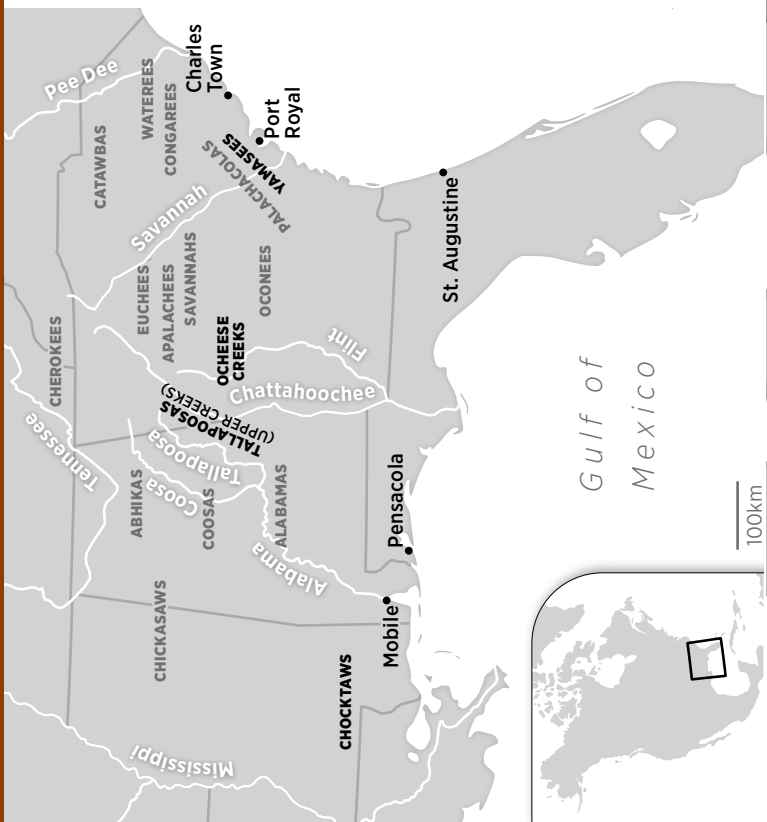 Pee Dee
WATEREES
CONGAREES
CATAWBAS
Charles
Town
Port
Royal
YAMASEES
PALACHACOLAS
Savannah
EUCHEES
APALACHEES
SAVANNAHS
OCONEES
St. Augustine
CHEROKEES
OCHEESE
CREEKS
Flint
Chattahoochee
TALLAPOOSAS
(UPPER CREEKS)
Tennessee
Tallapoosa
Coosa
ABHIKAS
COOSAS
ALABAMAS
Alabama
Pensacola
CHICKASAWS
Mobile
CHOCKTAWS
Mississippi
Gulf of
Mexico
100km